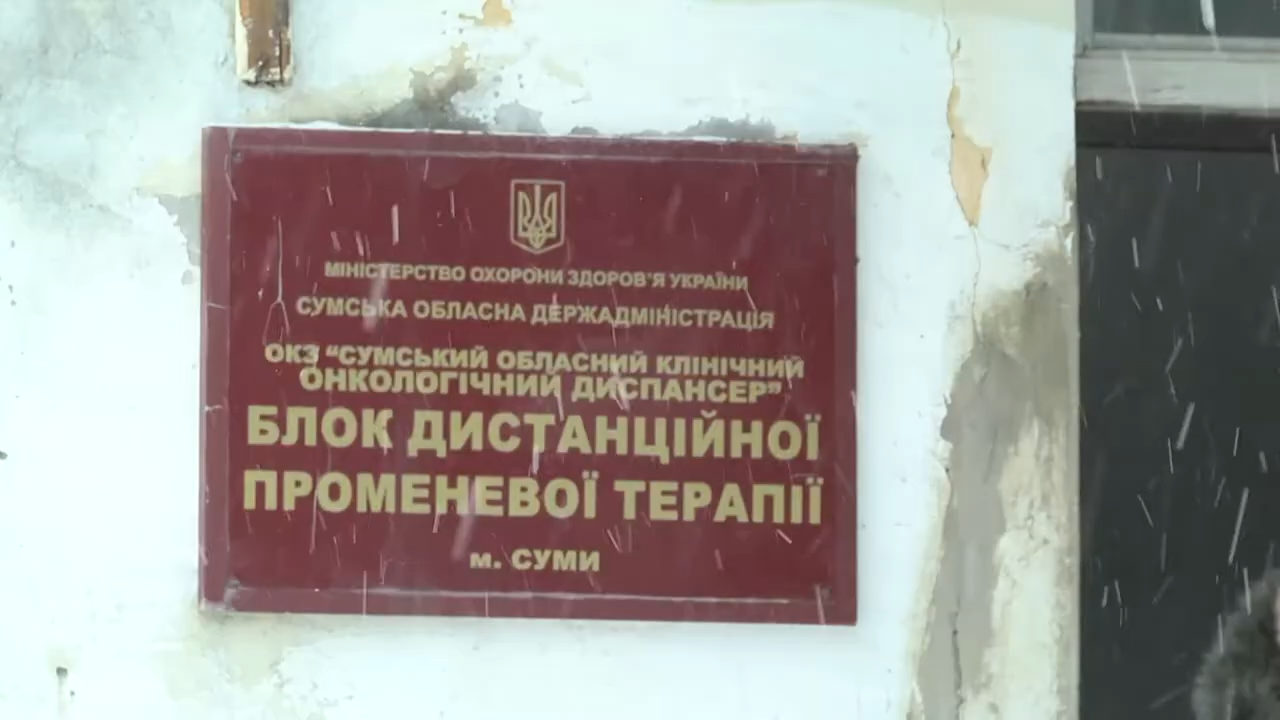 МІНІСТЕРСТВО ОХОРОНИ ЗДОРОВ'Я УКРАЇНИ
СУМСЬКА ОБЛАСНА ДЕРЖАДМІНІСТРАЦІЯ
ОКЗ “СУМСЬКИЙ ОБЛАСНИЙ КЛІНІЧНИЙ
ОНКОЛОГІЧНИЙ ДИСПАНСЕР”
БЛОК ДИСТАНЦІЙНОЇ
ПРОМЕНЕВОЇ ТЕРАПІЇ
м. СУМИ